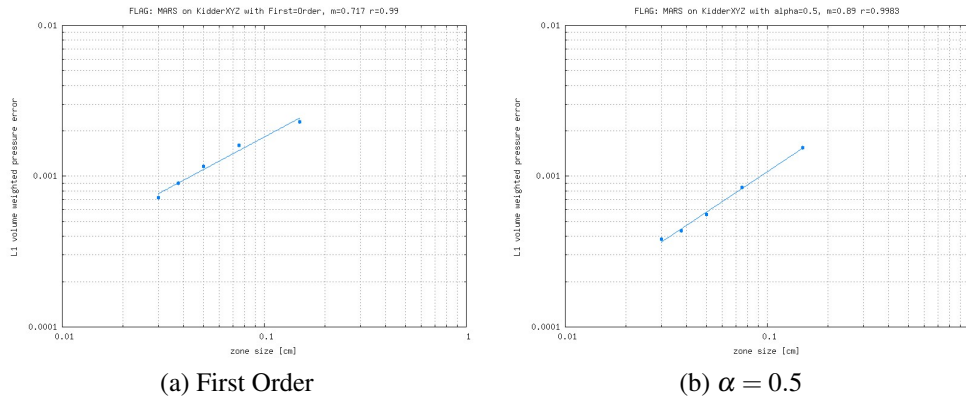 FLAG: MARS on KidderXYZ with First=Order, m=0.717 r=0.99
0.01
0.001
0.0001
L1 volume weighted pressure error
0.01
0.1
1
zone size [cm]
(a) First Order
FLAG: MARS on KidderXYZ with alpha=0.5, m=0.89 r=0.9983
0.01
0.001
0.0001
L1 volume weighted pressure error
0.01
0.1
zone size [cm]
(b) α = 0.5